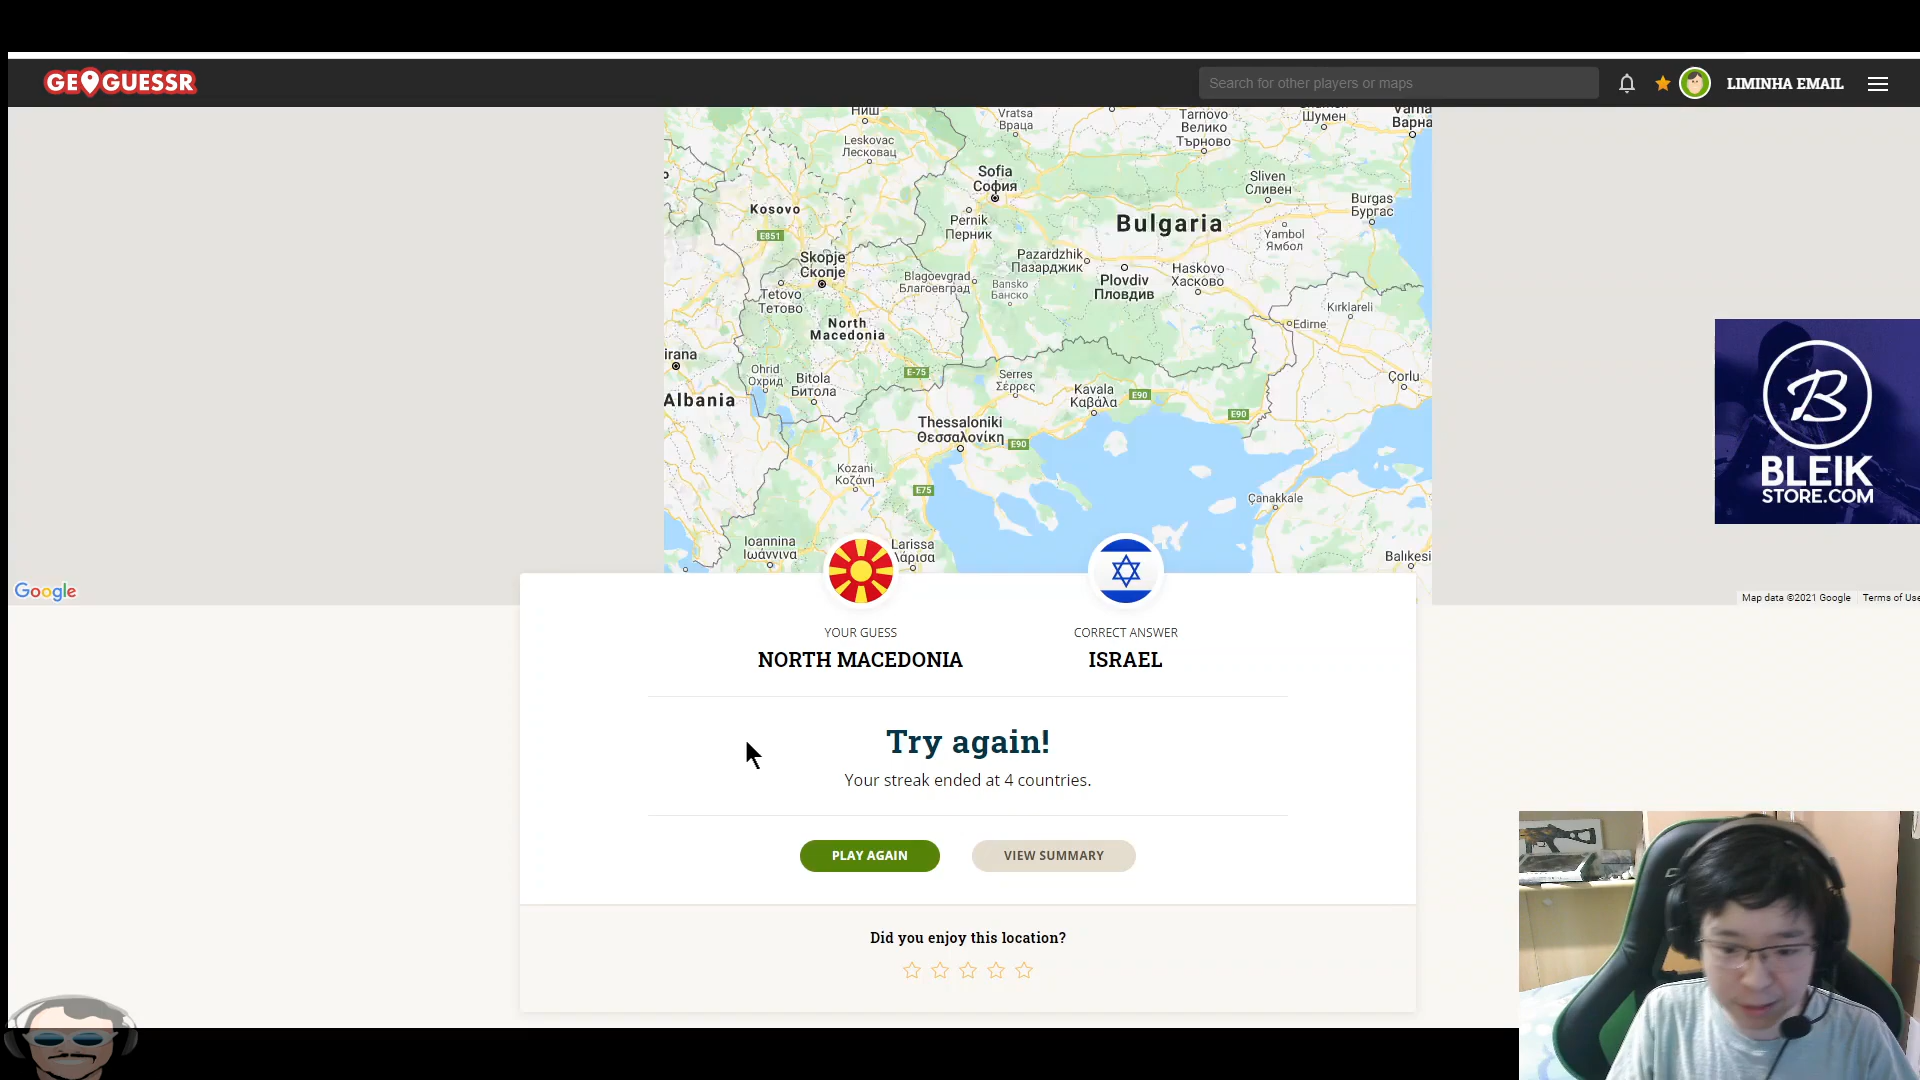 GEOGUESSR
Search for other players or maps
LIMINHA EMAIL
Ниш
Vratsa
Враца
Tarnovo
Велико
Търново
Шумен
Varna
Варна
Leskovac
Лесковац
Sofia
София
Sliven
Сливен
Burgas
Бургас
Kosovo
Pernik
Перник
Bulgaria
E851
Yambol
Ямбол
Skopje
Скопје
Pazardzhik
Пазарджик
Blagoevgrad
Благоевград
Bansko
Банско
Plovdiv
Пловдив
Haskovo
Хасково
Tetovo
Тетово
Kırklareli
North
Macedonia
Edirne
irana
Ohrid
Охрид
Bitola
Битола
E-75
Serres
Σέρρες
Kavala
Καβάλα
E90
Çorlu
Albania
E90
Thessaloniki
Θεσσαλονίκη
E90
Kozani
Κοζάνη
E75
Çanakkale
Ioannina
Ιωάννινα
Larissa
Λάρισα
Balıkesi
B
BLEIK
STORE.COM
Google
Map data ©2021 Google
Terms of Use
YOUR GUESS
NORTH MACEDONIA
CORRECT ANSWER
ISRAEL
Try again!
Your streak ended at 4 countries.
PLAY AGAIN
VIEW SUMMARY
Did you enjoy this location?